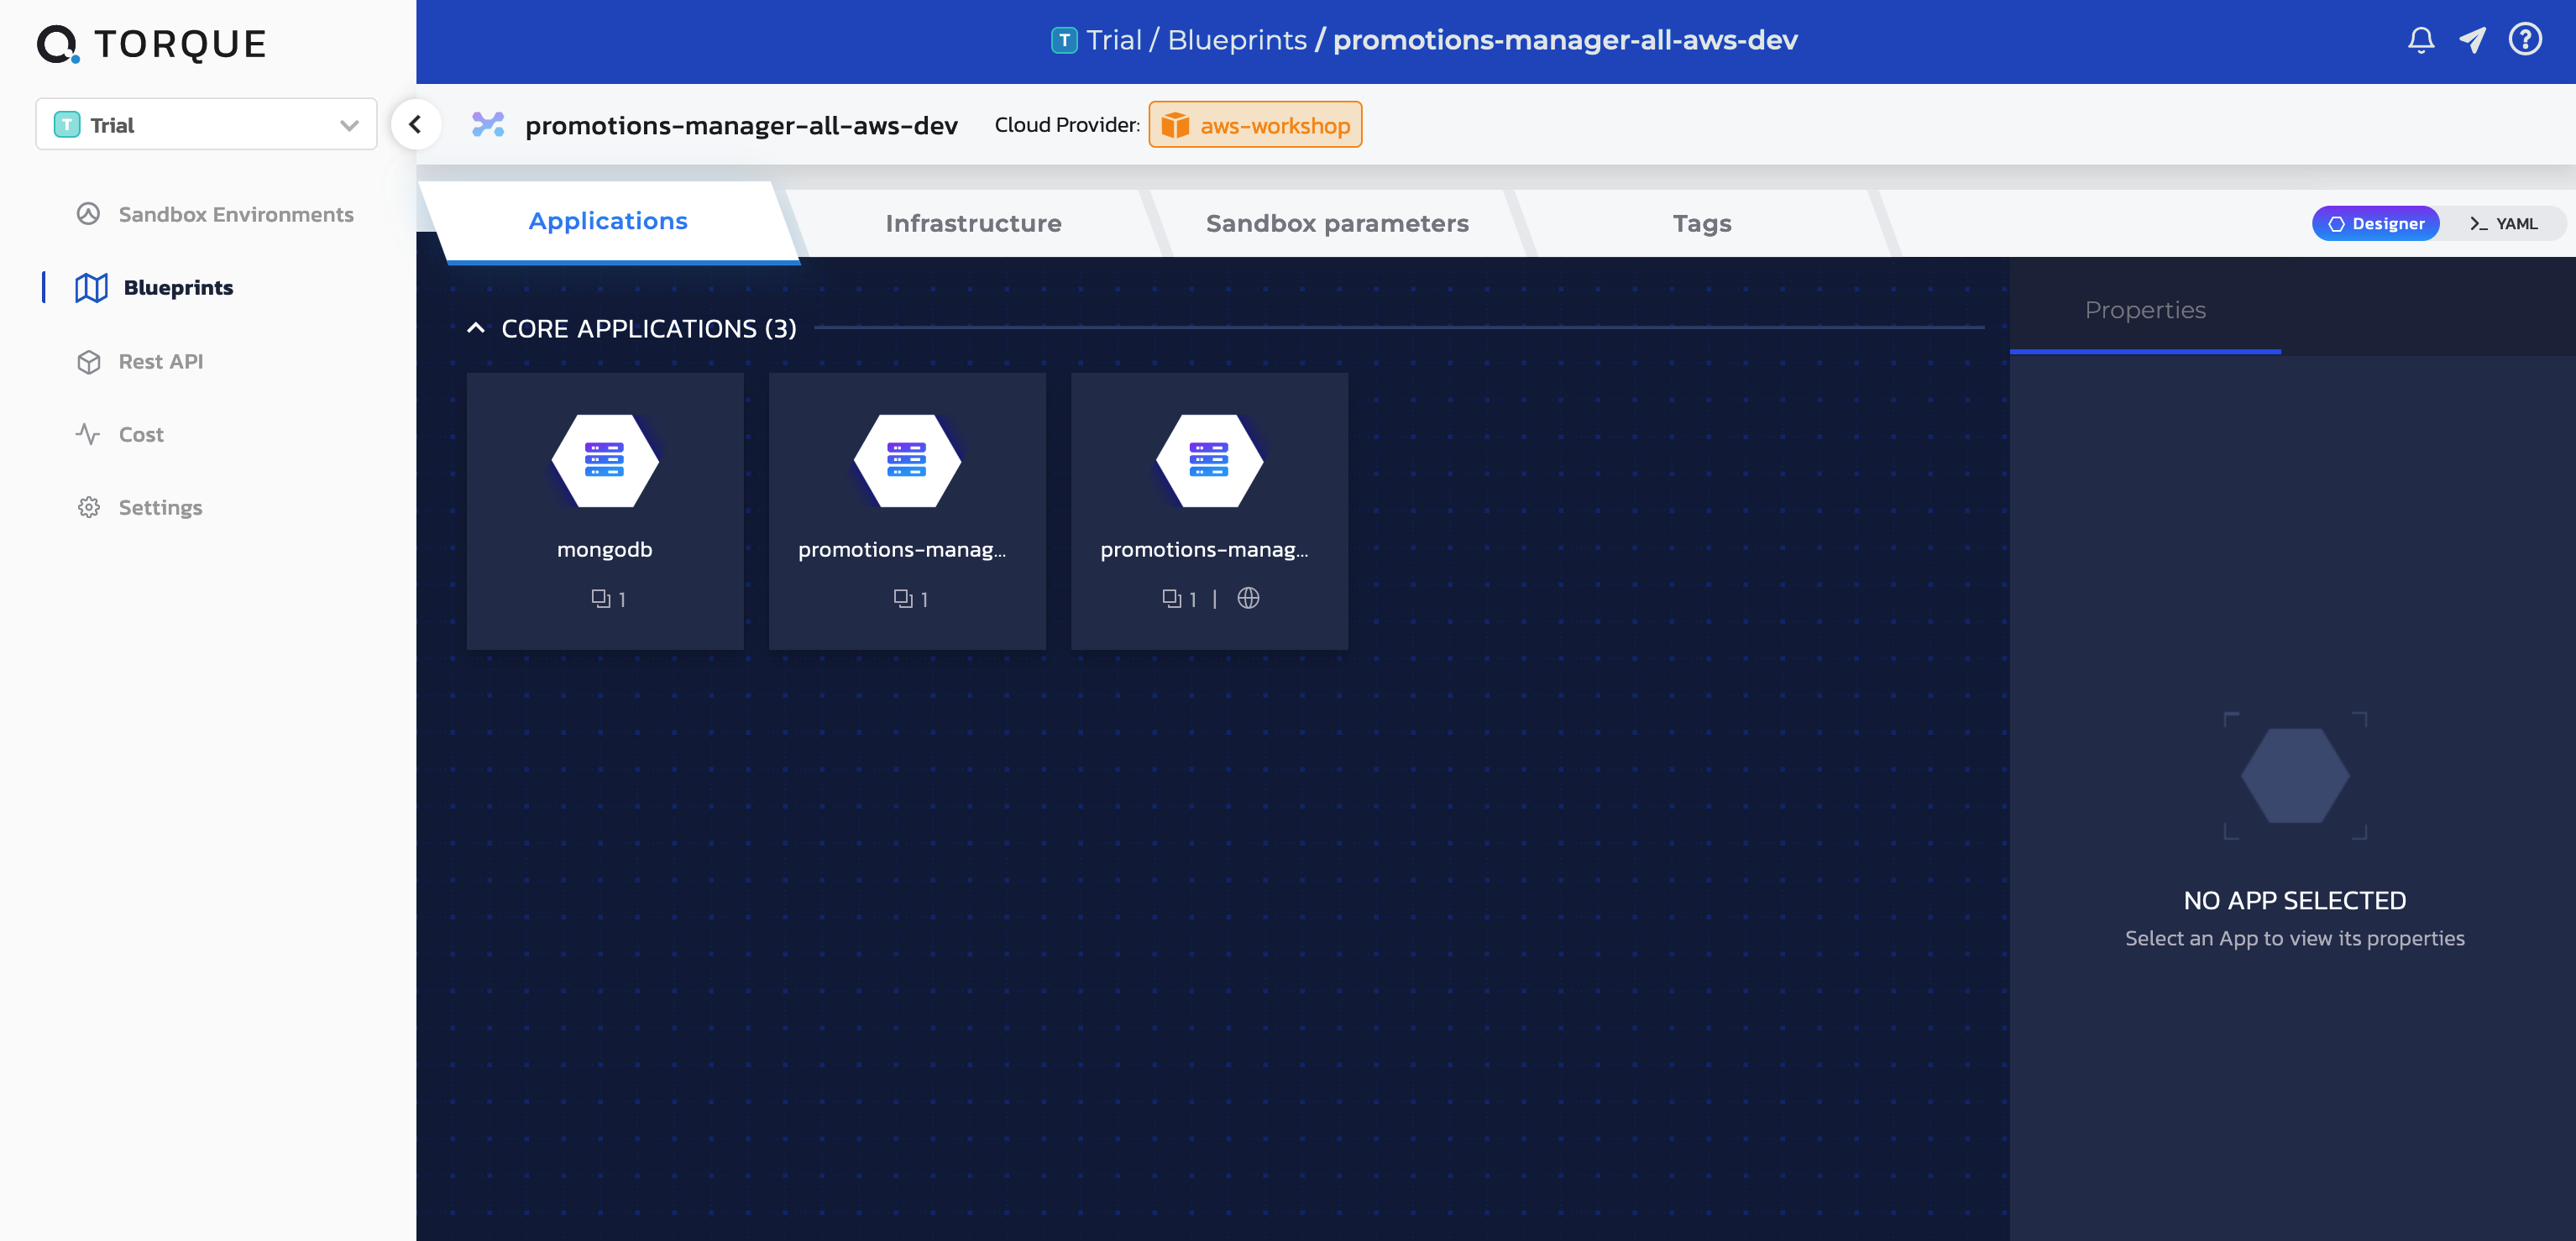 TORQUE
T Trial / Blueprints / promotions-manager-all-aws-dev
T Trial
promotions-manager-all-aws-dev
Cloud Provider: aws-workshop
Sandbox Environments
Blueprints
Rest API
Cost
Settings
Applications
Infrastructure
Sandbox parameters
Tags
Designer
>_ YAML
CORE APPLICATIONS (3)
mongodb
1
promotions-manag...
1
promotions-manag...
1 |
Properties
NO APP SELECTED
Select an App to view its properties